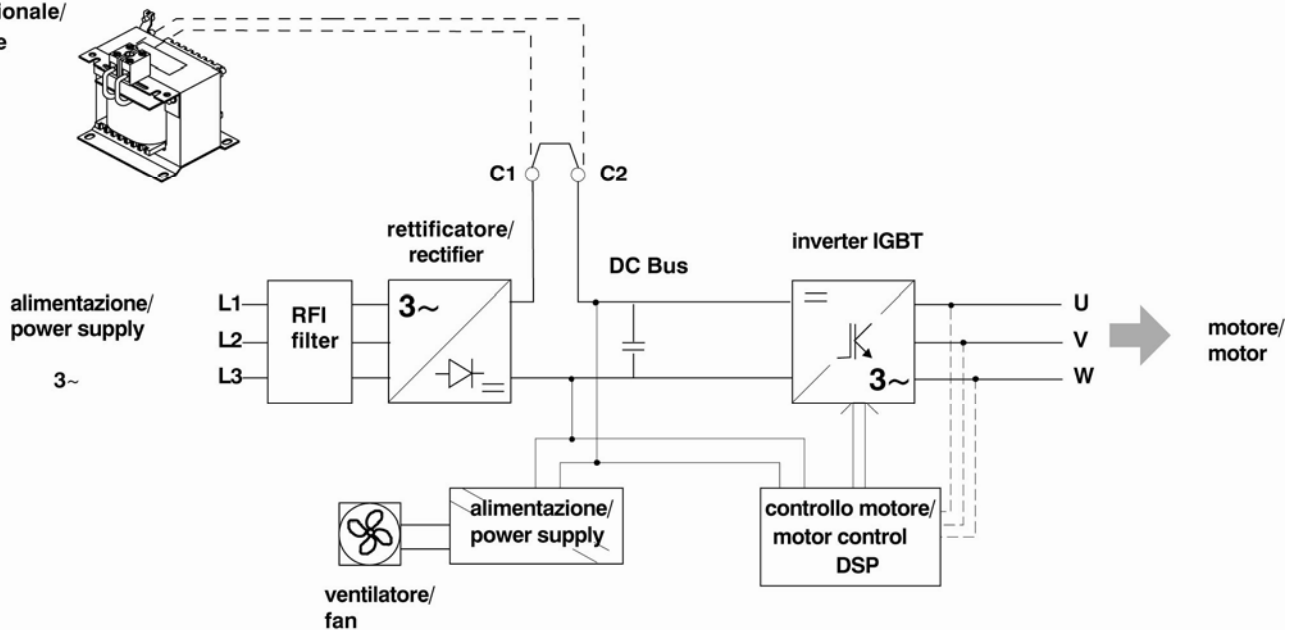 ionale/
e
C1
C2
rettificatore/
rectifier
DC Bus
inverter IGBT
alimentazione/
power supply
3~
L1
L2
L3
RFI
filter
3~
3~
U
V
W
motore/
motor
alimentazione/
power supply
controllo motore/
motor control
DSP
ventilatore/
fan